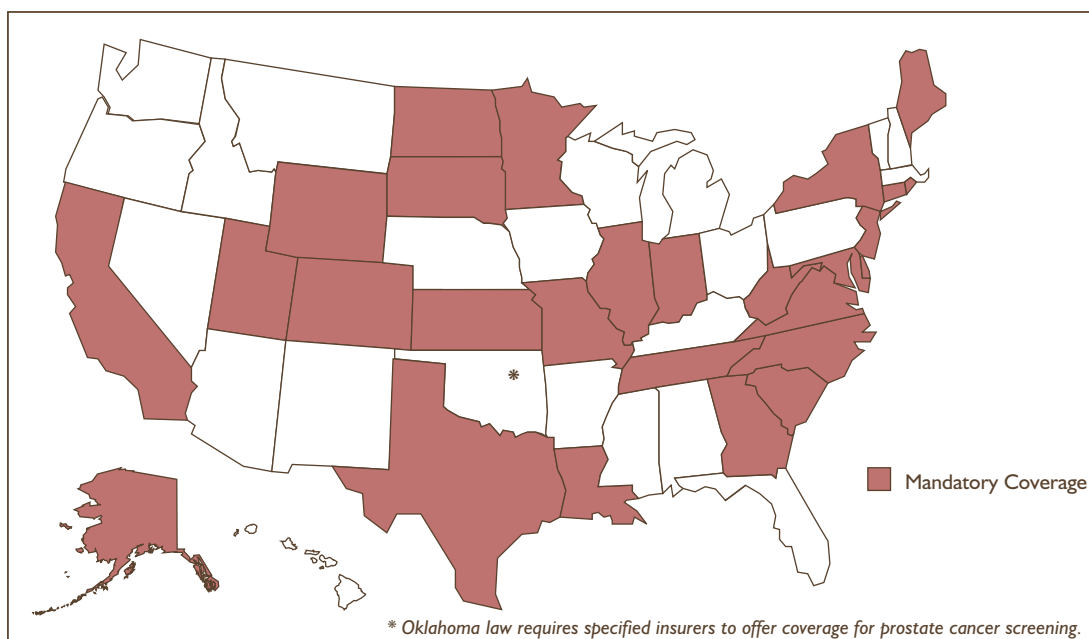 *
Mandatory Coverage
* Oklahoma law requires specified insurers to offer coverage for prostate cancer screening.